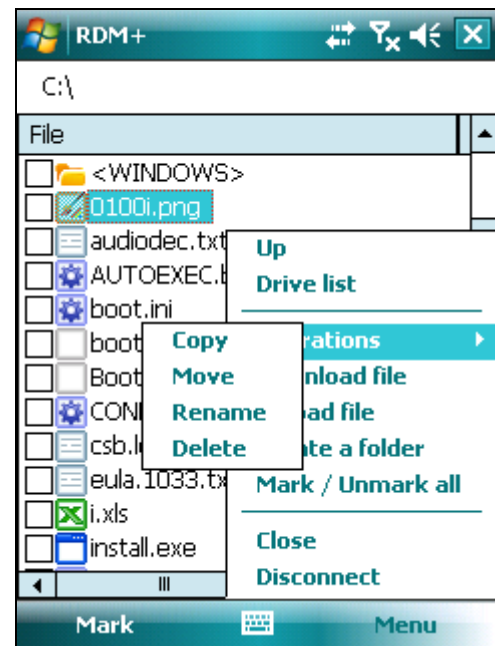 RDM+
C:\
File
<WINDOWS>
0100i.png
audiodec.txt
AUTOEXEC.
boot.ini
boot
Boot
CON
csb.l
eula.1033.tx
i.xls
install.exe
Up
Drive list
rations
nload file
ad file
te a folder
Mark / Unmark all
Close
Disconnect
Copy
Move
Rename
Delete
Mark
Menu